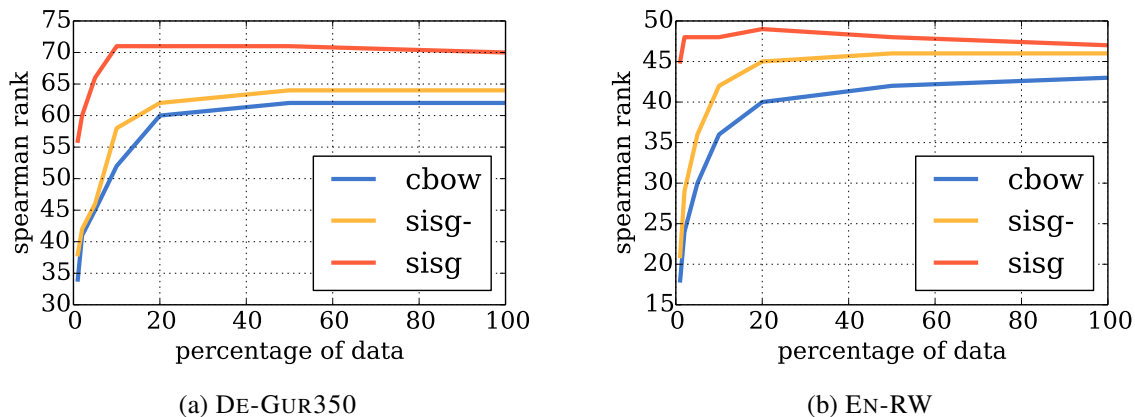 75
70
65
60
55
50
45
40
35
30
spearman rank
0 20 40 60 80 100
percentage of data
cbow
sisg-
sisg
(a) DE-GUR350
50
45
40
35
30
25
20
15
spearman rank
0 20 40 60 80 100
percentage of data
cbow
sisg-
sisg
(b) EN-RW